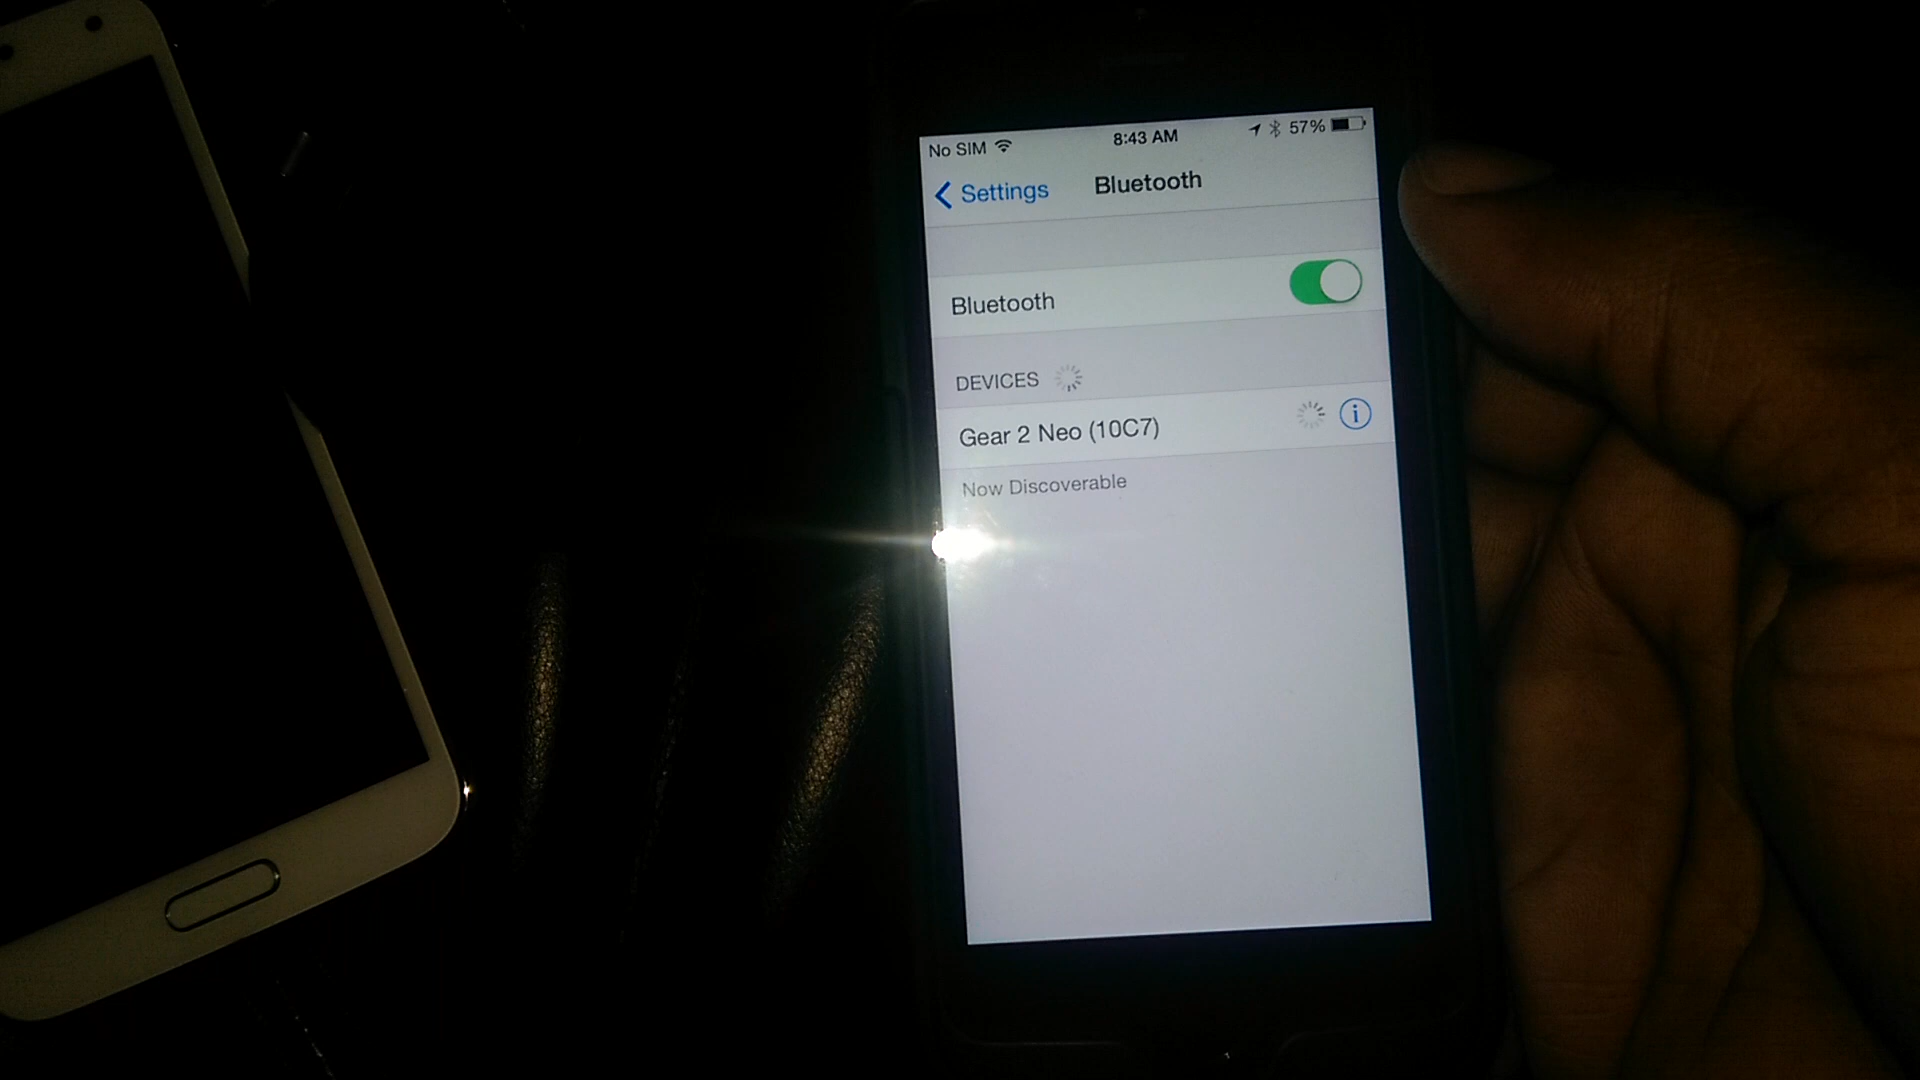 No SIM 8:43 AM 57%
Settings Bluetooth
Bluetooth
DEVICES
Gear 2 Neo (10C7)
Now Discoverable